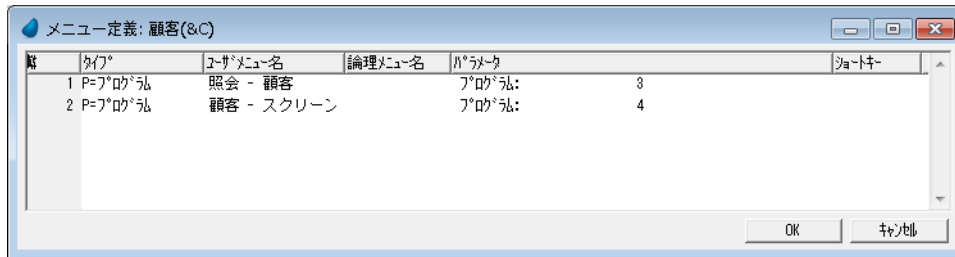 メニュー定義: 顧客(&C)
ﾀｲﾌﾟ ﾕｰｻﾞﾒﾆｭｰ名 論理ﾒﾆｭｰ名 ﾊﾟﾗﾒｰﾀ ｼｮｰﾄｷｰ
1 P=ﾌﾟﾛｸﾞﾗﾑ 照会 - 顧客 ﾌﾟﾛｸﾞﾗﾑ: 3
2 P=ﾌﾟﾛｸﾞﾗﾑ 顧客 - スクリーン ﾌﾟﾛｸﾞﾗﾑ: 4
OK ｷｬﾝｾﾙ